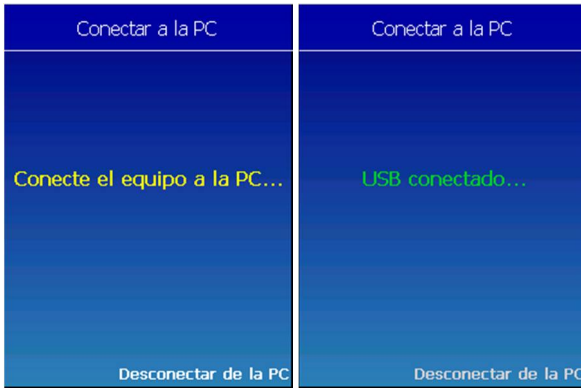 Conectar a la PC
Conecte el equipo a la PC...
Desconectar de la PC
Conectar a la PC
USB conectado...
Desconectar de la PC